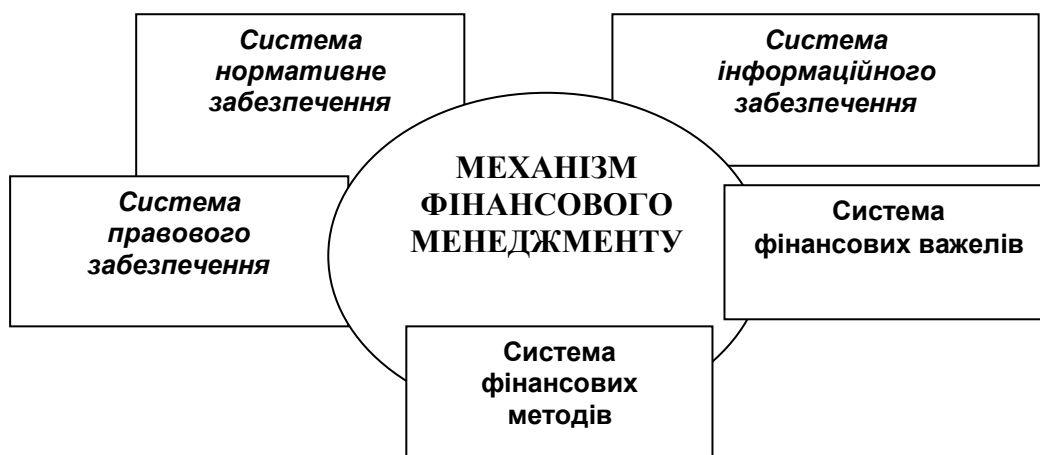 Система
нормативне
забезпечення
Система
інформаційного
забезпечення
МЕХАНІЗМ
ФІНАНСОВОГО
МЕНЕДЖМЕНТУ
Система
правового
забезпечення
Система
фінансових важелів
Система
фінансових
методів